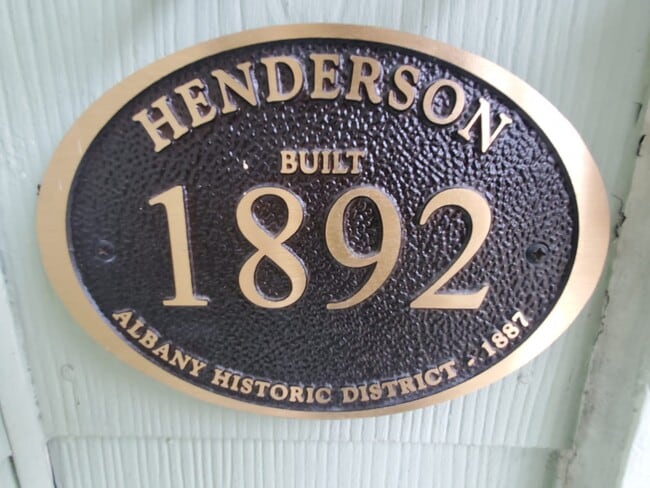 HENDERSON
BUILT
1892
ALBANY HISTORIC DISTRICT - 1887